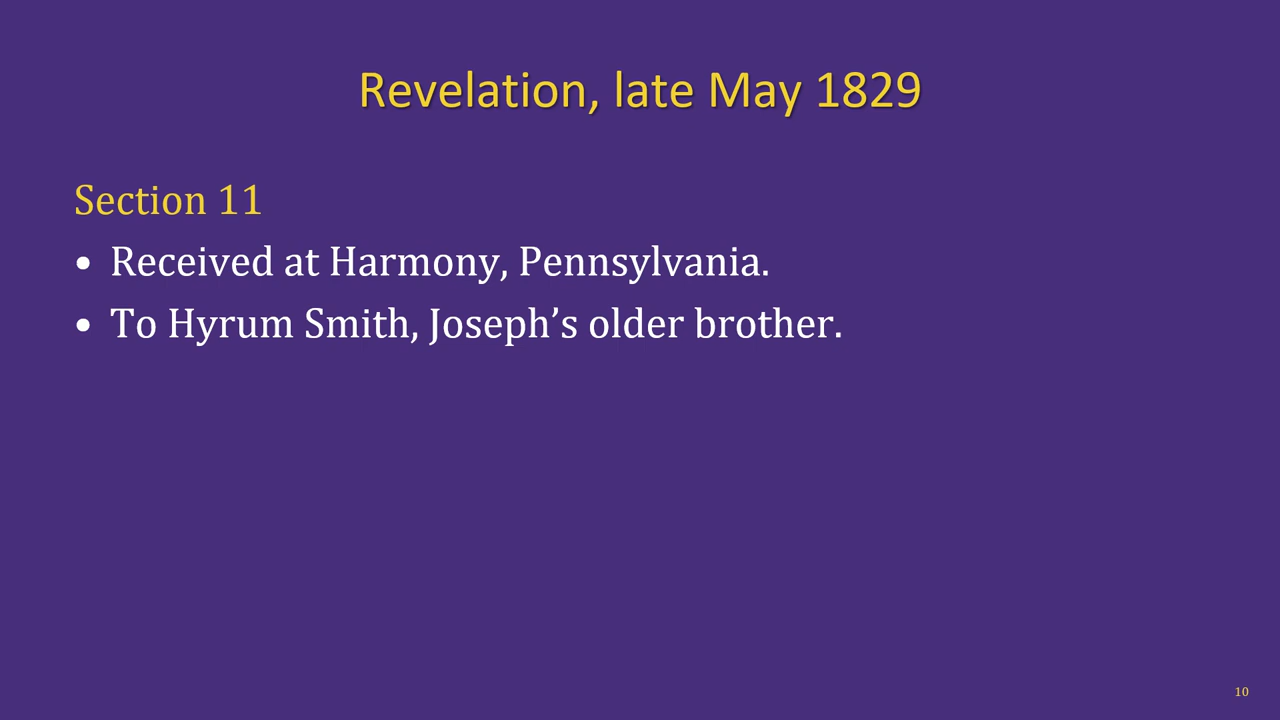 Revelation, late May 1829
Section 11
• Received at Harmony, Pennsylvania.
• To Hyrum Smith, Joseph’s older brother.
10